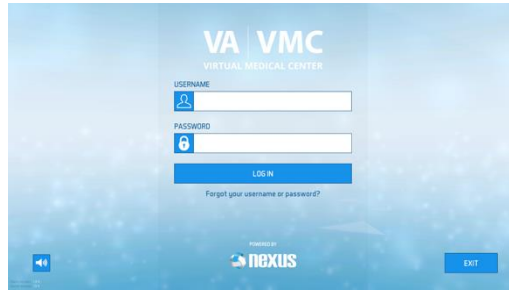 VA VMC
VIRTUAL MEDICAL CENTER
USERNAME
PASSWORD
LOG IN
Forgot your username or password?
POWERED BY
nexus
EXIT